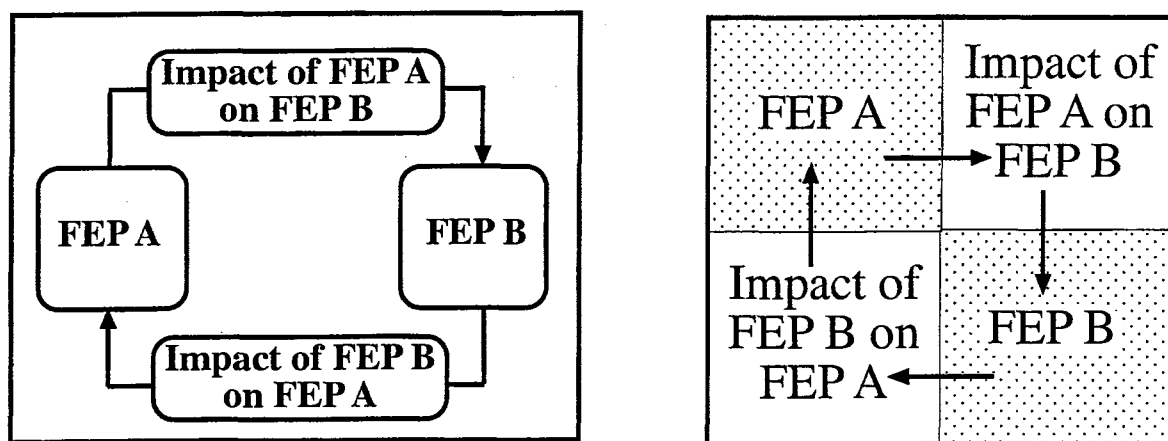 Impact of FEP A
on FEP B
FEP A
FEP B
Impact of FEP B
on FEP A
FEP A
Impact of
FEP A on
FEP B
Impact of
FEP B on
FEP A
FEP B